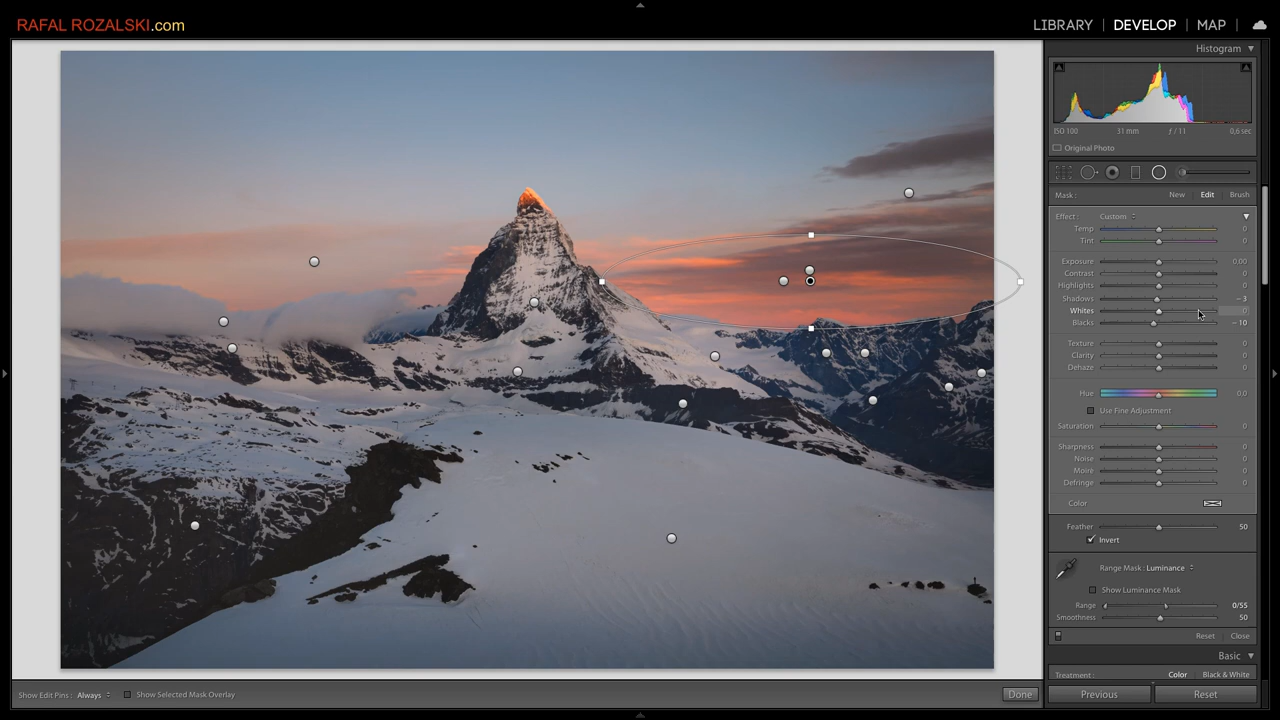 RAFAL ROZALSKI.com
LIBRARY | DEVELOP | MAP |
Histogram
ISO 100 31 mm ƒ / 11 0,6 sec
Original Photo
Mask : New Edit Brush
Effect : Custom
Temp 0
Tint 0
Exposure 0.00
Contrast 0
Highlights 0
Shadows – 3
Whites 0
Blacks – 10
Texture 0
Clarity 0
Dehaze 0
Hue 0.0
Use Fine Adjustment
Saturation 0
Sharpness 0
Noise 0
Moiré 0
Defringe 0
Color
Feather 50
Invert
Range Mask : Luminance
Show Luminance Mask
Range 0/55
Smoothness 50
Reset Close
Basic
Treatment : Color Black & White
Show Edit Pins : Always Show Selected Mask Overlay Done Previous Reset